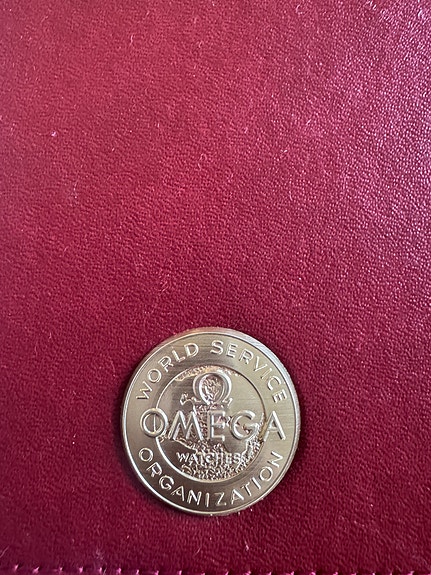 WORLD SERVICE
Ω
OMEGA
WATCHES
ORGANIZATION